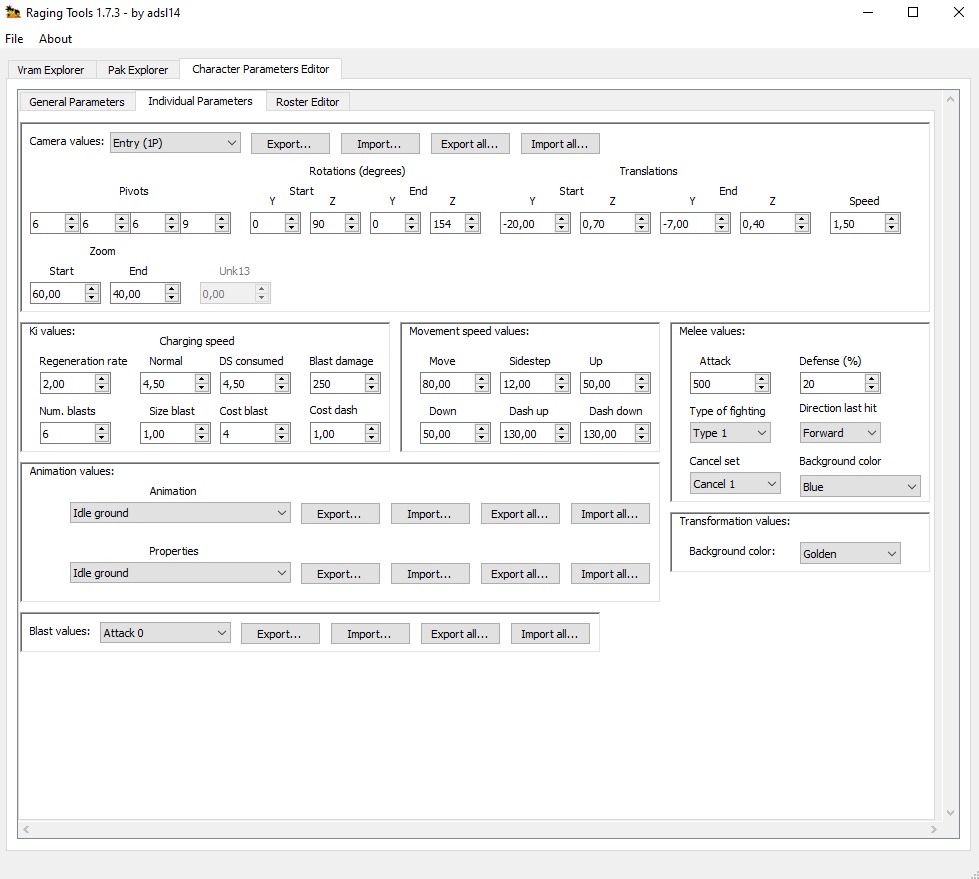 Raging Tools 1.7.3 - by adsl14
File About
Vram Explorer Pak Explorer Character Parameters Editor
General Parameters Individual Parameters Roster Editor
Camera values: Entry (1P) Export... Import... Export all... Import all...
Rotations (degrees) Translations
Pivots Start End Start End
Y Z Y Z Y Z Y Z Speed
6 6 6 9 0 90 0 154 -20,00 0,70 -7,00 0,40 1,50
Zoom
Start End Unk13
60,00 40,00 0,00
Ki values:
Charging speed
Regeneration rate Normal DS consumed Blast damage
2,00 4,50 4,50 250
Num. blasts Size blast Cost blast Cost dash
6 1,00 4 1,00
Movement speed values:
Move Sidestep Up
80,00 12,00 50,00
Down Dash up Dash down
50,00 130,00 130,00
Melee values:
Attack Defense (%)
500 20
Type of fighting Direction last hit
Type 1 Forward
Cancel set Background color
Cancel 1 Blue
Animation values:
Animation
Idle ground Export... Import... Export all... Import all...
Properties
Idle ground Export... Import... Export all... Import all...
Transformation values:
Background color: Golden
Blast values: Attack 0 Export... Import... Export all... Import all...